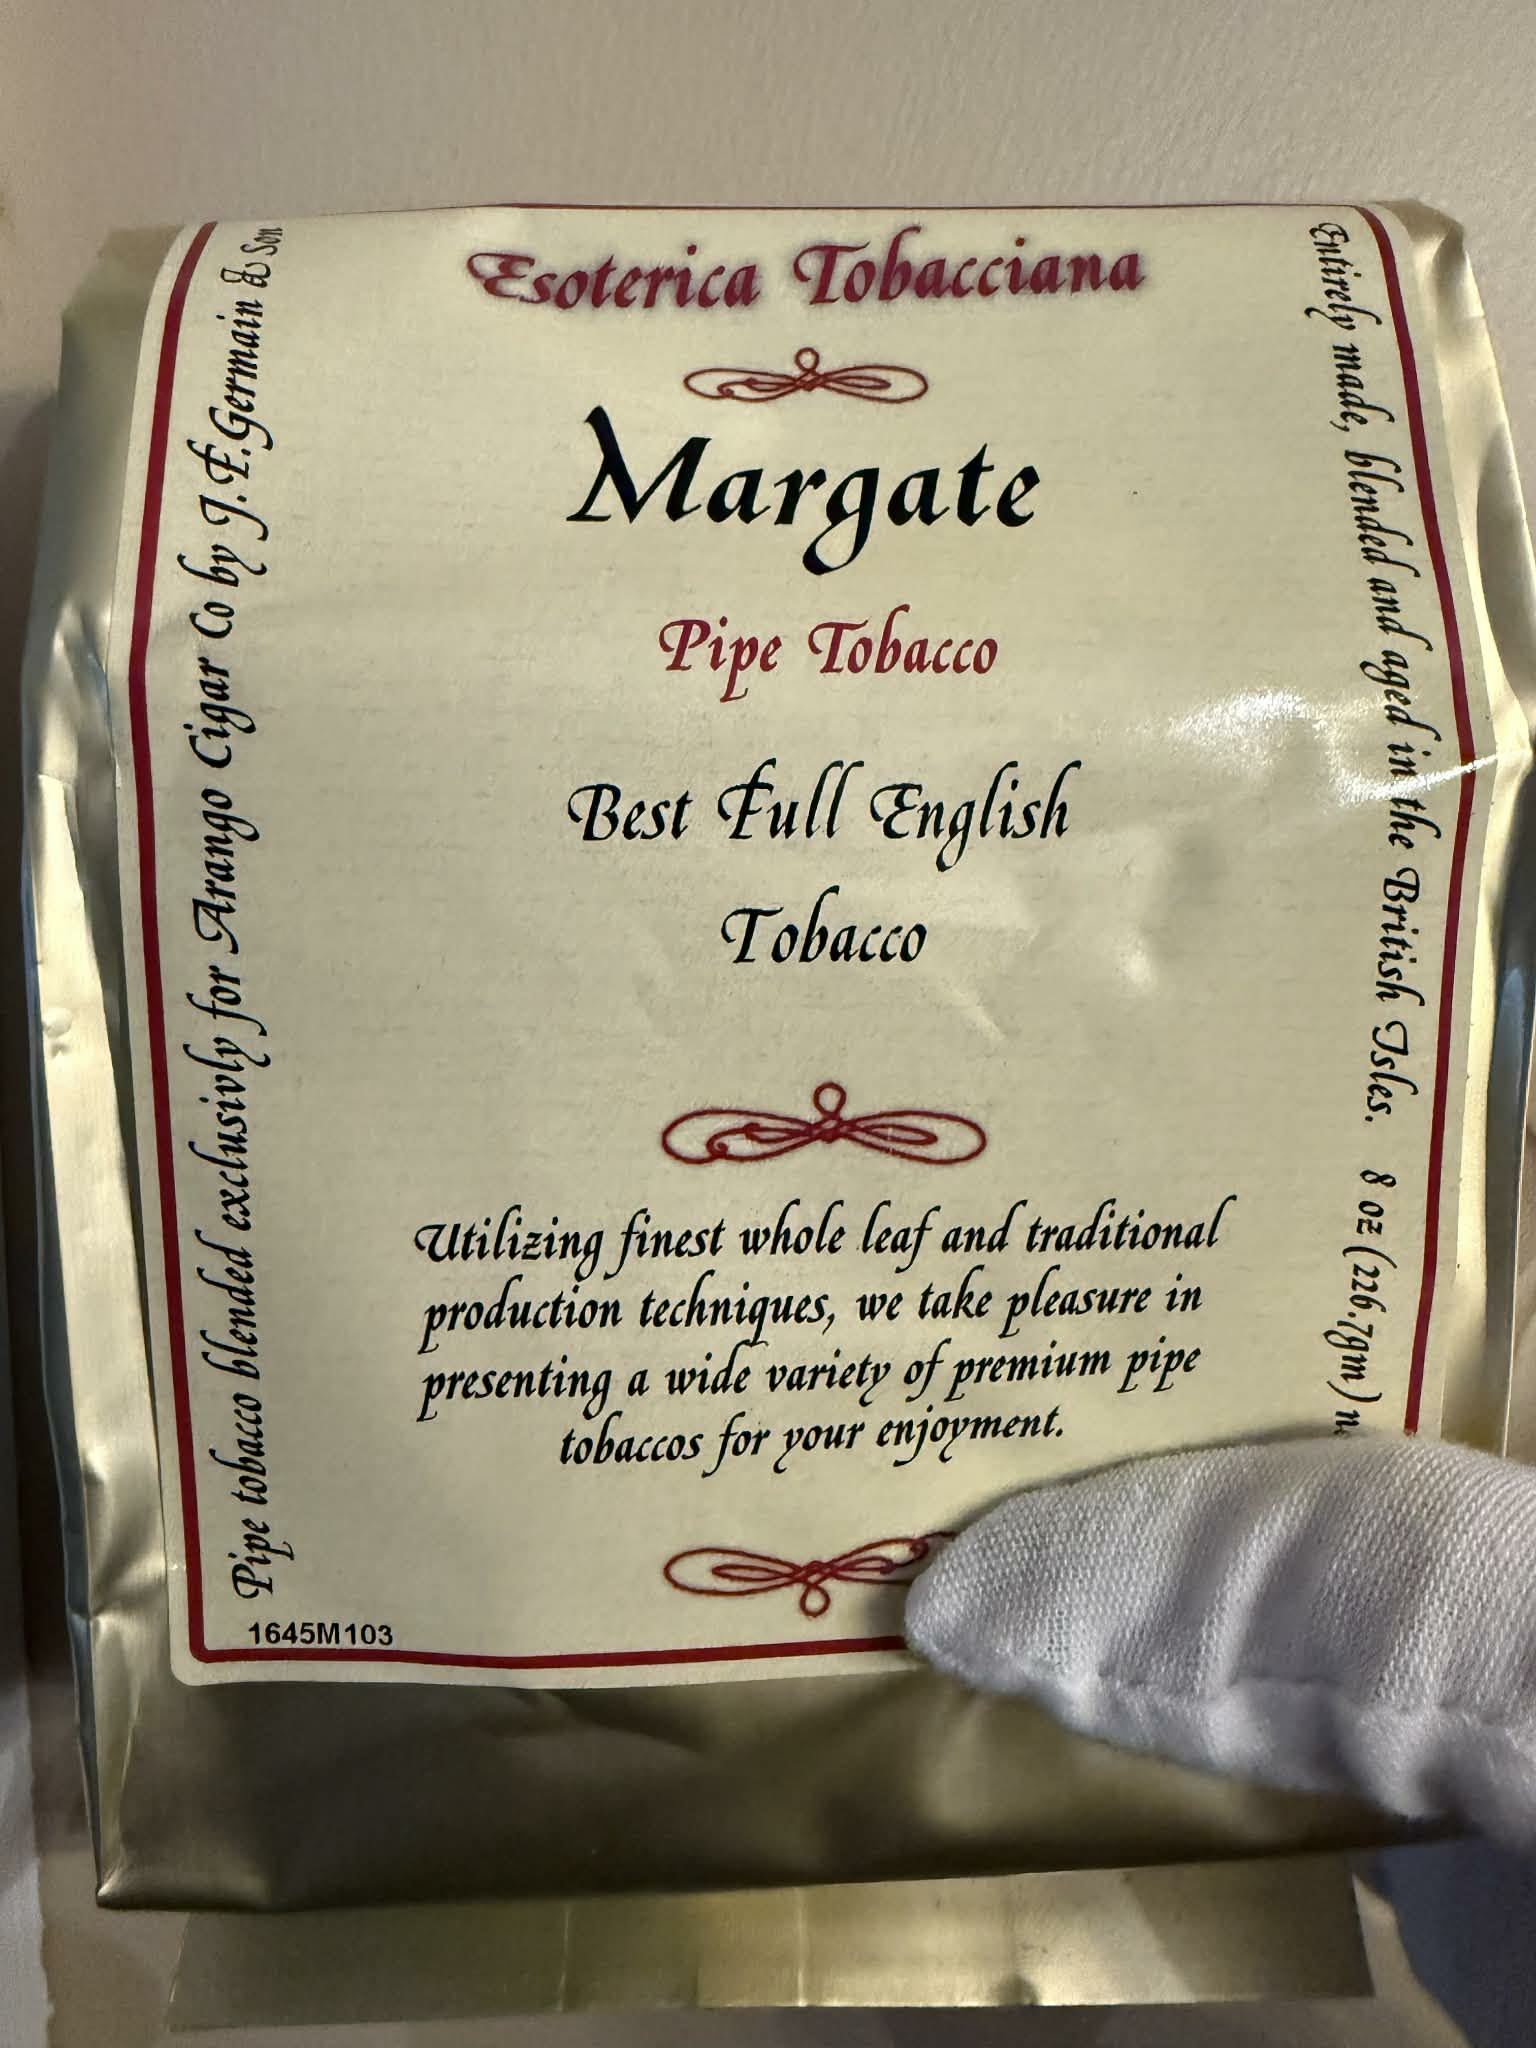 Esoterica Tobacciana
Margate
Pipe Tobacco
Best Full English
Tobacco
Utilizing finest whole leaf and traditional
production techniques, we take pleasure in
presenting a wide variety of premium pipe
tobaccos for your enjoyment.
Pipe tobacco blended exclusivly for Arango Cigar Co by J.F.Germain & Son
Entirely made, blended and aged in the British Isles. 8 oz (226.7gm)
1645M103